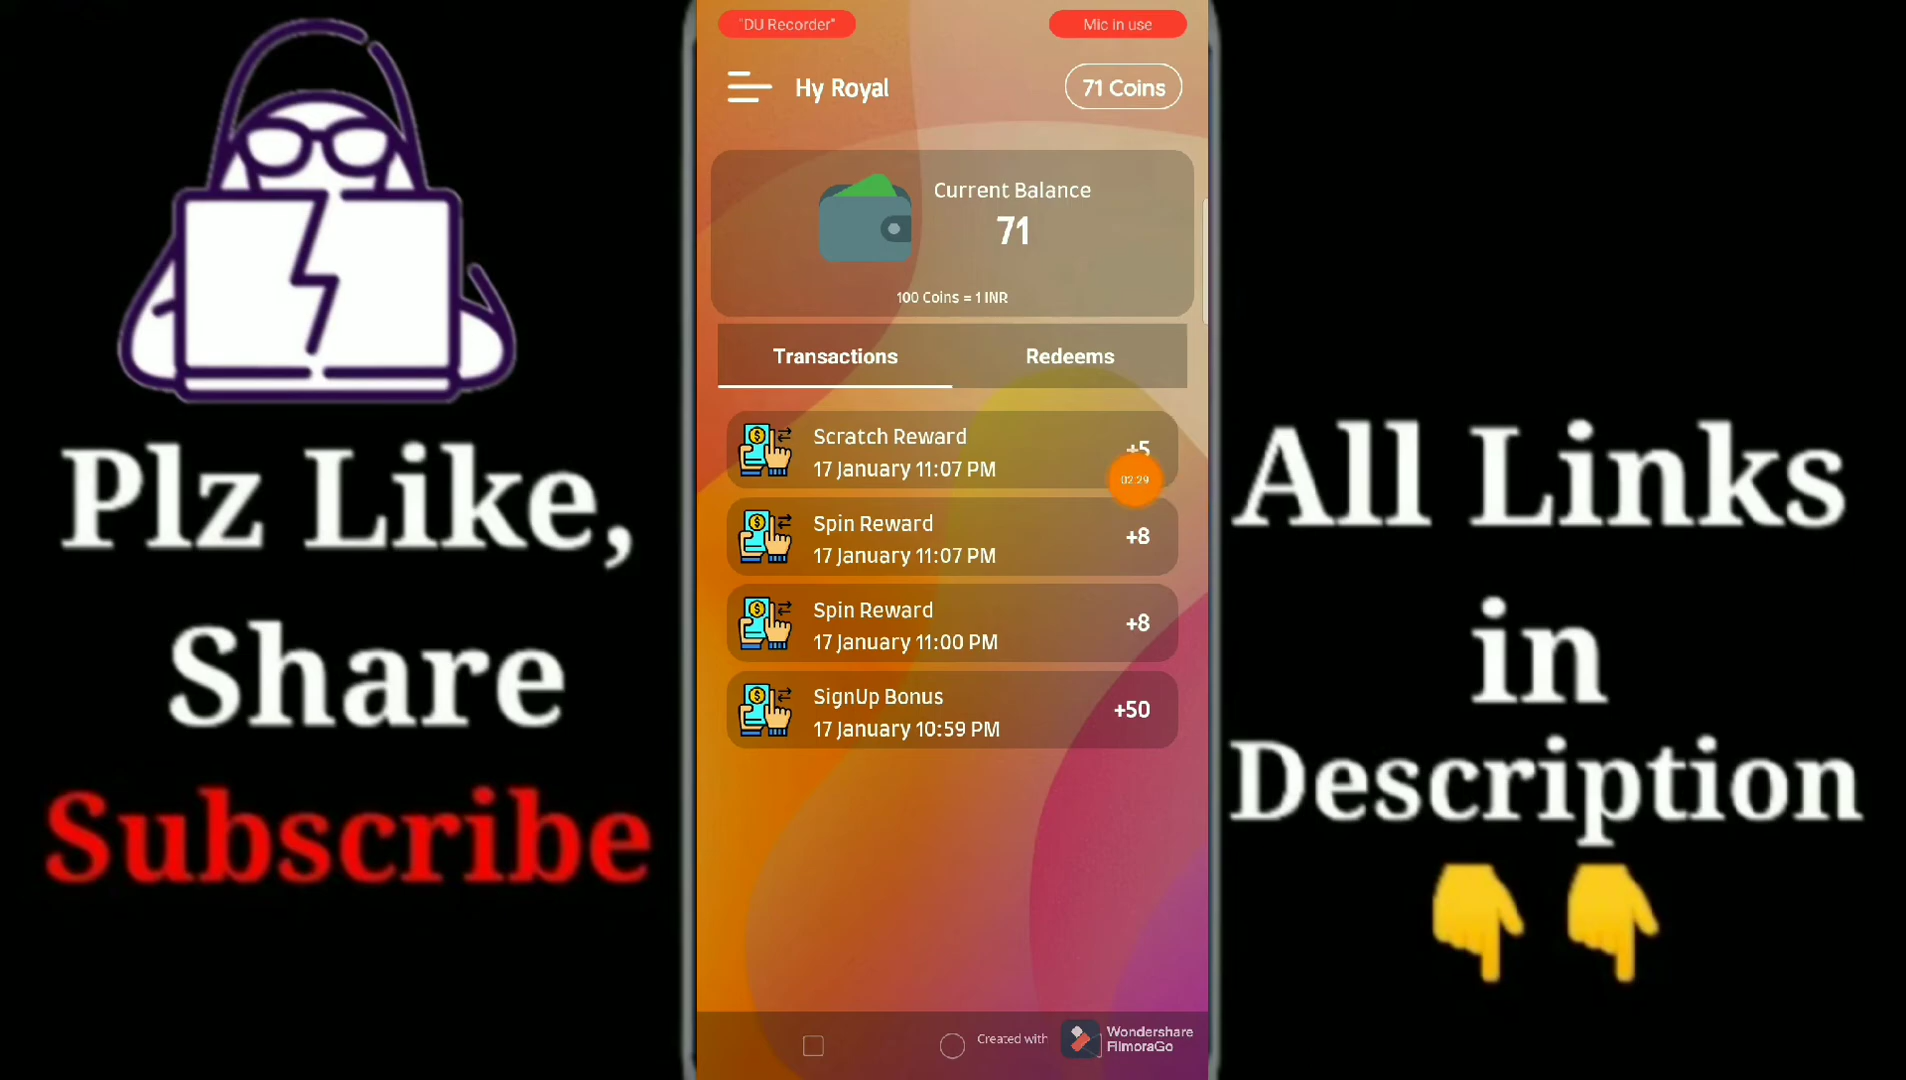 "DU Recorder"
Mic in use
Hy Royal
71 Coins
Current Balance
71
100 Coins = 1 INR
Transactions
Redeems
Scratch Reward
17 January 11:07 PM
+5
02:29
Spin Reward
17 January 11:07 PM
+8
Spin Reward
17 January 11:00 PM
+8
SignUp Bonus
17 January 10:59 PM
+50
Plz Like,
Share
Subscribe
All Links
in
Description
Created with
Wondershare
FilmoraGo